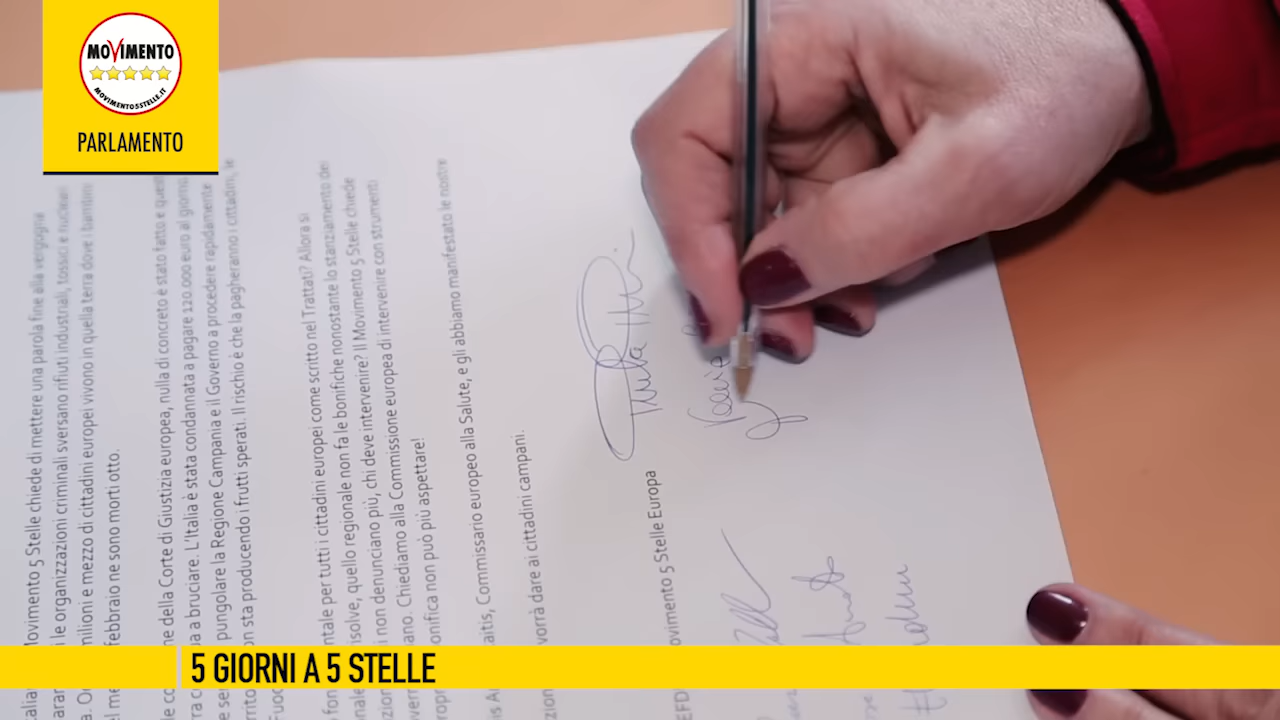 MOVIMENTO
MOVIMENTO5STELLE.IT
PARLAMENTO
Movimento 5 Stelle chiede di mettere una parola fine alla vergogna
le organizzazioni criminali sversano rifiuti industriali, tossici e nucleari
milioni e mezzo di cittadini europei vivono in quella terra dove i bambini
febbraio ne sono morti otto.
ne della Corte di Giustizia europea, nulla di concreto è stato fatto e
a bruciare. L'Italia è stata condannata a pagare 120.000 euro al giorno
pungolare la Regione Campania e il Governo a procedere rapidamente
sta producendo i frutti sperati. Il rischio è che la pagheranno i cittadini, le
per tutti i cittadini europei come scritto nel Trattati? Allora si
isolve, quello regionale non fa le bonifiche nonostante lo stanziamento dei
i non denunciano più, chi deve intervenire? Il Movimento 5 Stelle chiede
ano. Chiediamo alla Commissione europea di intervenire con strumenti
onifica non può più aspettare!
aitis, Commissario europeo alla Salute, e gli abbiamo manifestato le nostre
vorrà dare ai cittadini campani.
EFD
ovimento 5 Stelle Europa
5 GIORNI A 5 STELLE